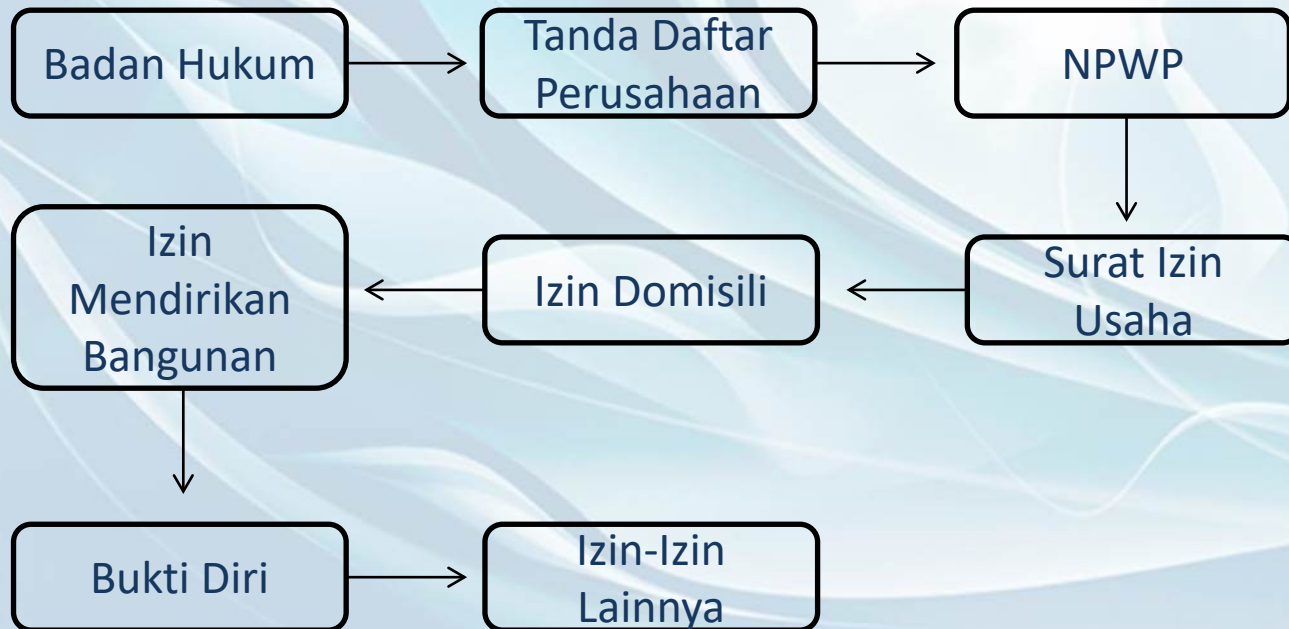 Badan Hukum
Tanda Daftar
Perusahaan
NPWP
Surat Izin
Usaha
Izin Domisili
Izin
Mendirikan
Bangunan
Bukti Diri
Izin-Izin
Lainnya